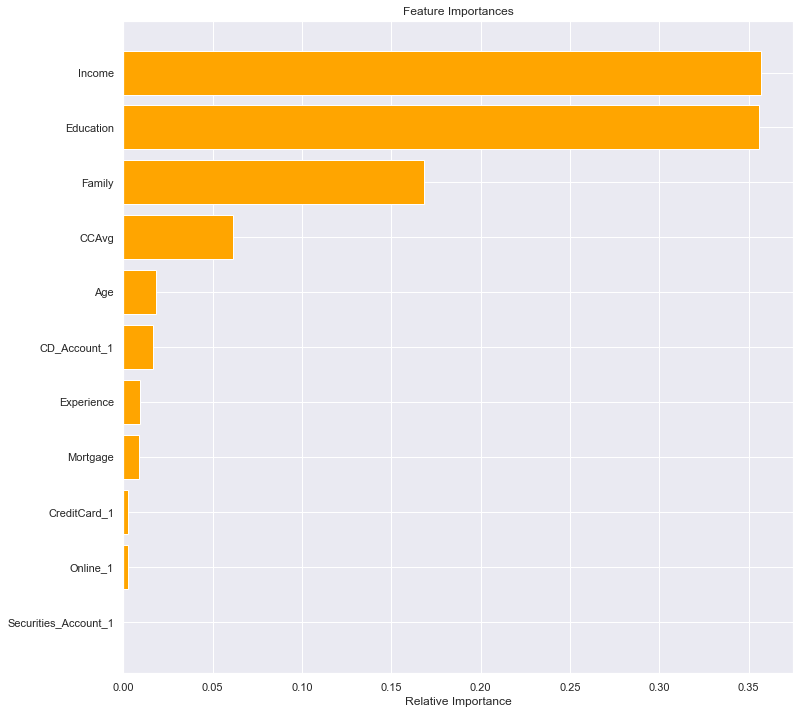 Feature Importances
Income
Education
Family
CCAvg
Age
CD_Account_1
Experience
Mortgage
CreditCard_1
Online_1
Securities_Account_1
0.00 0.05 0.10 0.15 0.20 0.25 0.30 0.35
Relative Importance